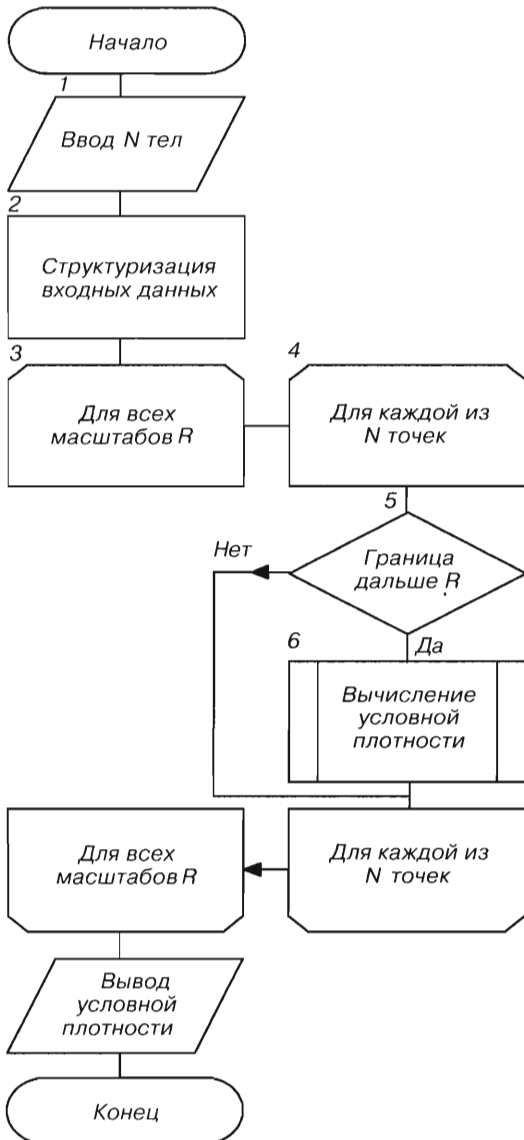 Начало
1
Ввод N тел
2
Структуризация
входных данных
3
Для всех
масштабов R
4
Для каждой из
N точек
5
Граница
дальше R
Нет
Да
6
Вычисление
условной
плотности
Для всех
масштабов R
Для каждой из
N точек
Вывод
условной
плотности
Конец